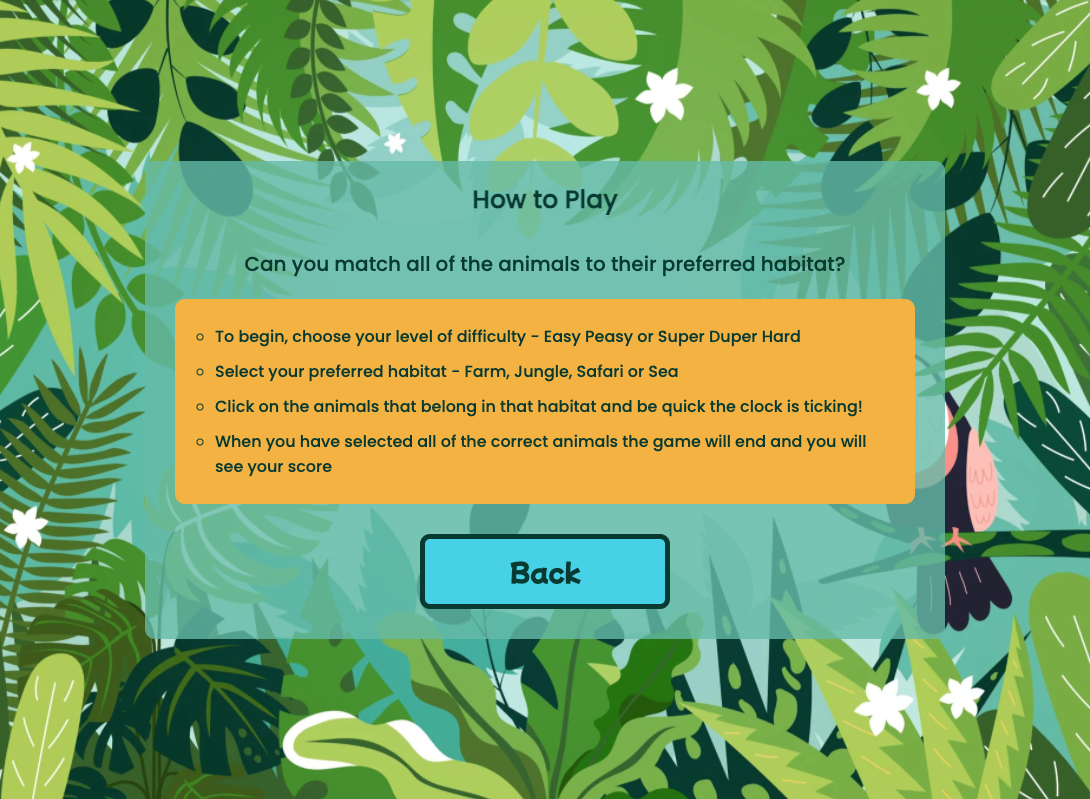 How to Play
Can you match all of the animals to their preferred habitat?
To begin, choose your level of difficulty - Easy Peasy or Super Duper Hard
Select your preferred habitat - Farm, Jungle, Safari or Sea
Click on the animals that belong in that habitat and be quick the clock is ticking!
When you have selected all of the correct animals the game will end and you will
see your score
Back